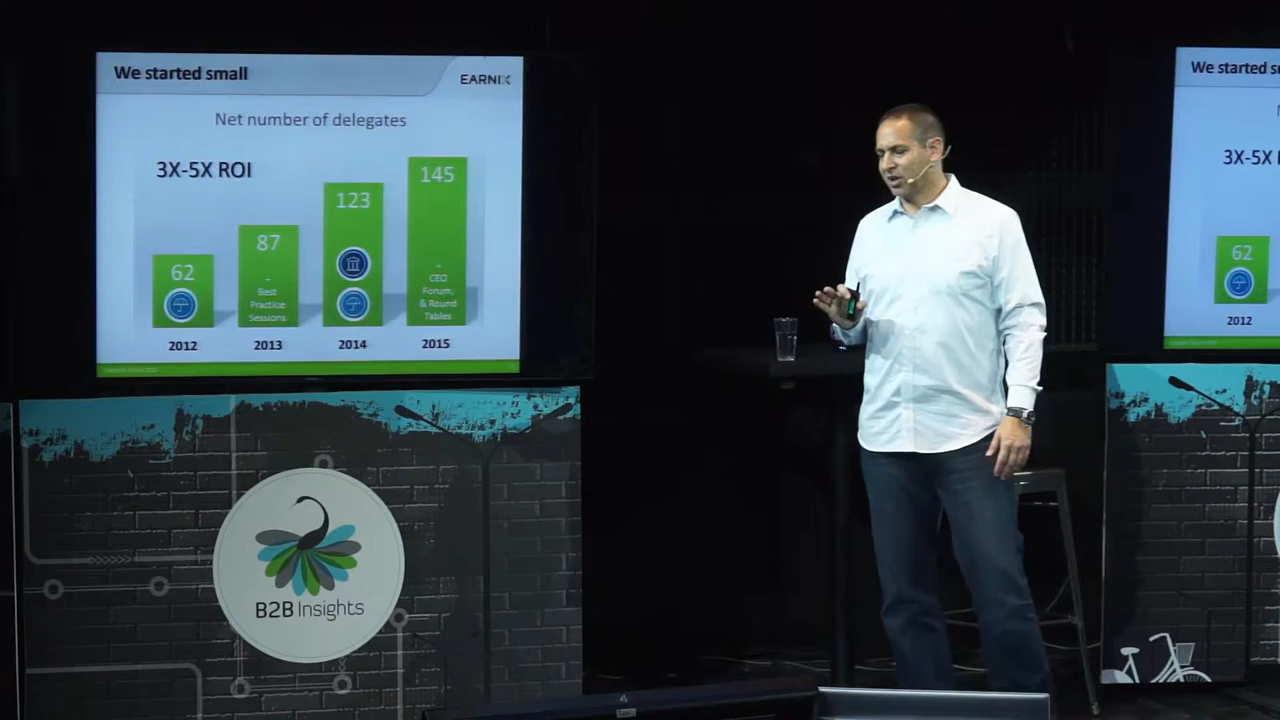 We started small
EARNIX
Net number of delegates
3X-5X ROI
62
87
-
Best
Practice
Sessions
123
145
-
CEO
Forum,
& Round
Tables
2012
2013
2014
2015
B2B Insights
We started s
3X-5X
62
2012
4